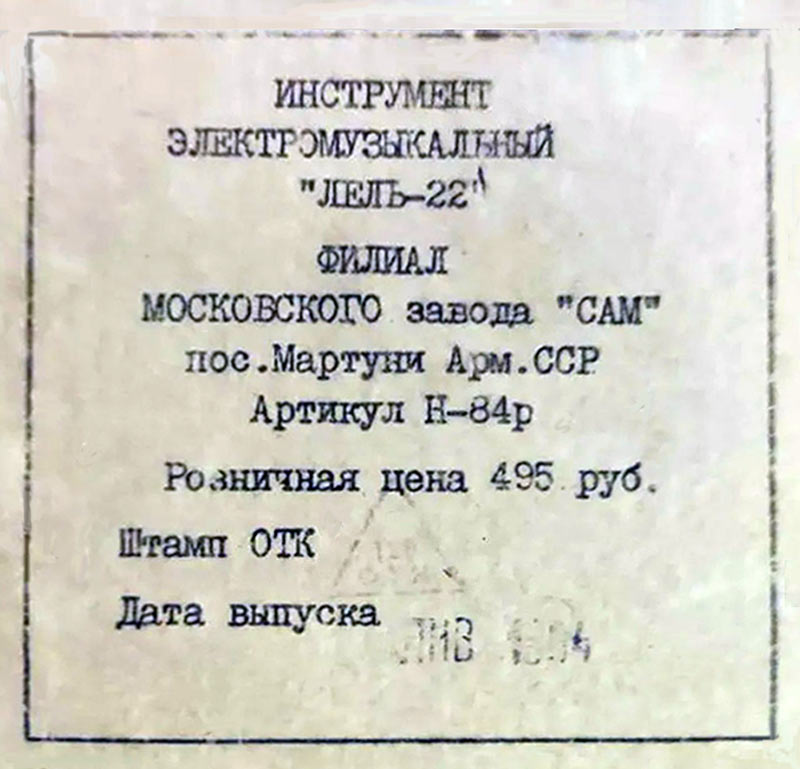 ИНСТРУМЕНТ
ЭЛЕКТРОМУЗЫКАЛЬНЫЙ
"ЛЕЛЬ-22"
ФИЛИАЛ
МОСКОВСКОГО завода "САМ"
пос.Мартуни Арм.ССР
Артикул Н-84р
Розничная цена 495 руб.
Штамп ОТК
Дата выпуска